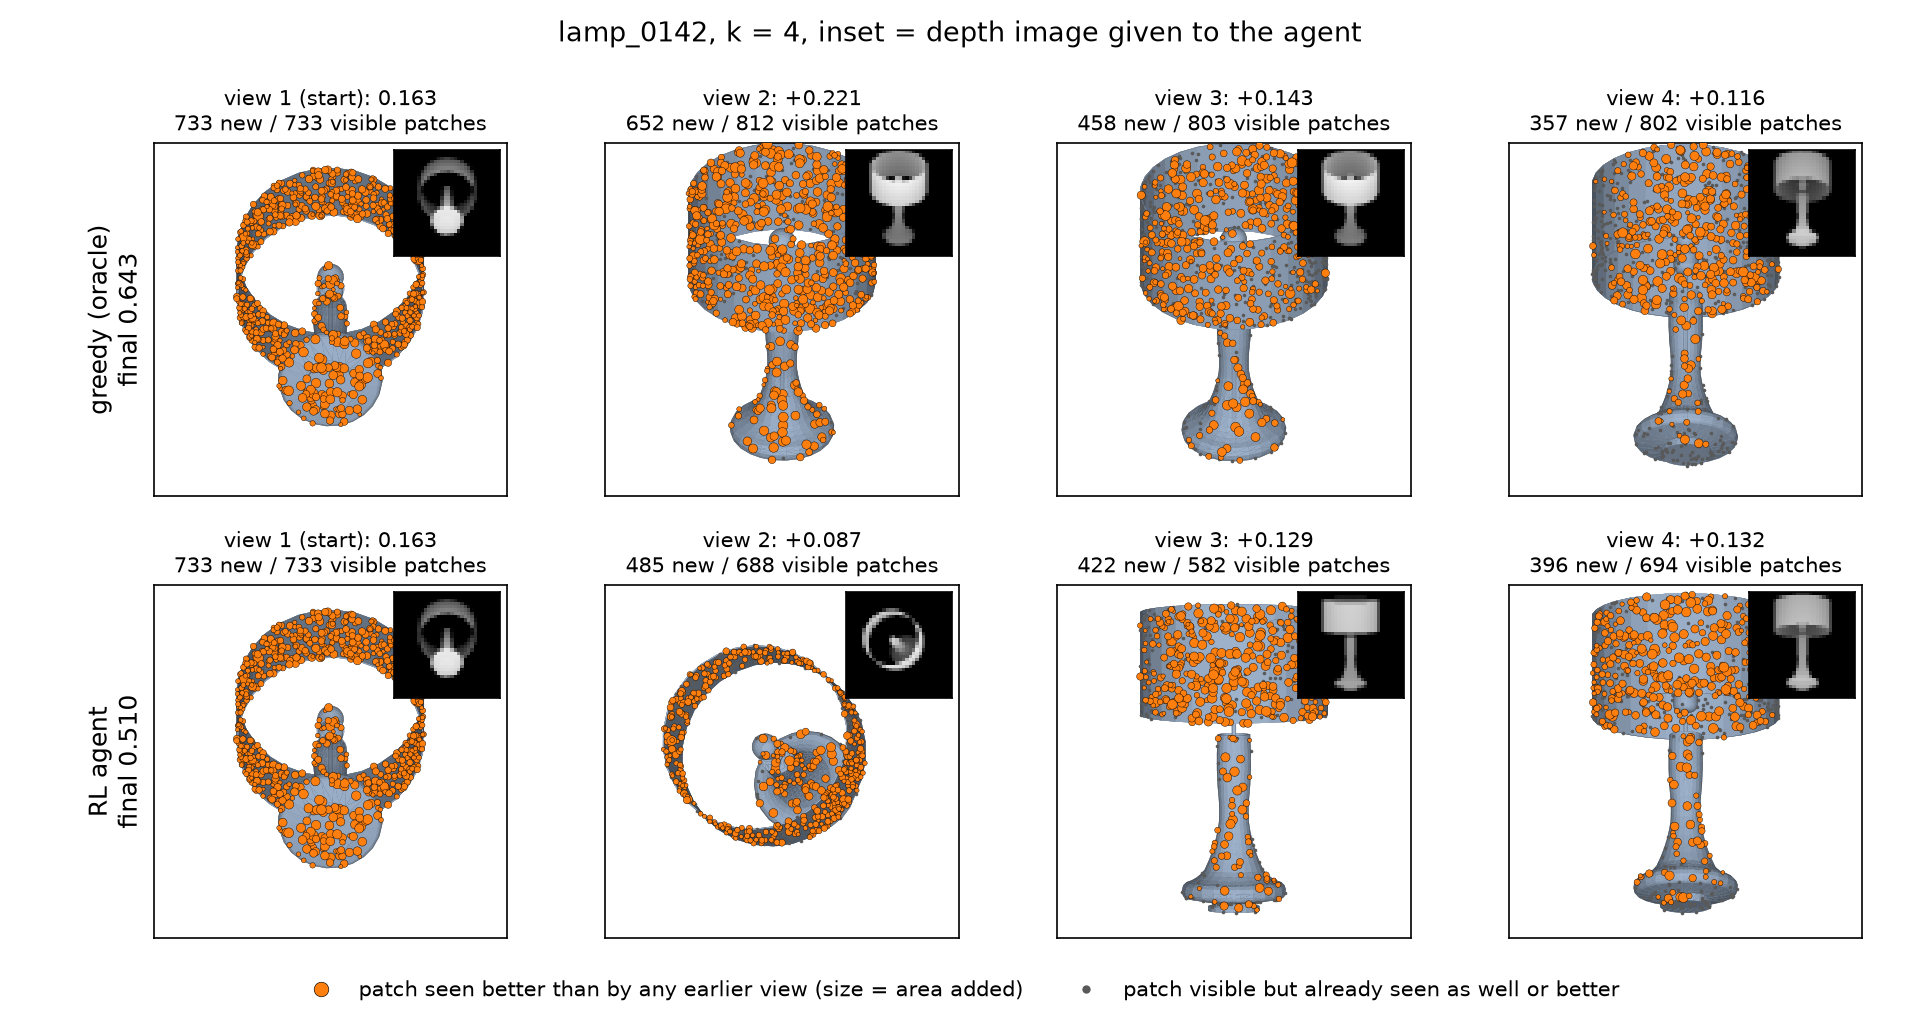 lamp_0142, k = 4, inset = depth image given to the agent
view 1 (start): 0.163
733 new / 733 visible patches
view 2: +0.221
652 new / 812 visible patches
view 3: +0.143
458 new / 803 visible patches
view 4: +0.116
357 new / 802 visible patches
greedy (oracle)
final 0.643
view 1 (start): 0.163
733 new / 733 visible patches
view 2: +0.087
485 new / 688 visible patches
view 3: +0.129
422 new / 582 visible patches
view 4: +0.132
396 new / 694 visible patches
RL agent
final 0.510
patch seen better than by any earlier view (size = area added)
patch visible but already seen as well or better